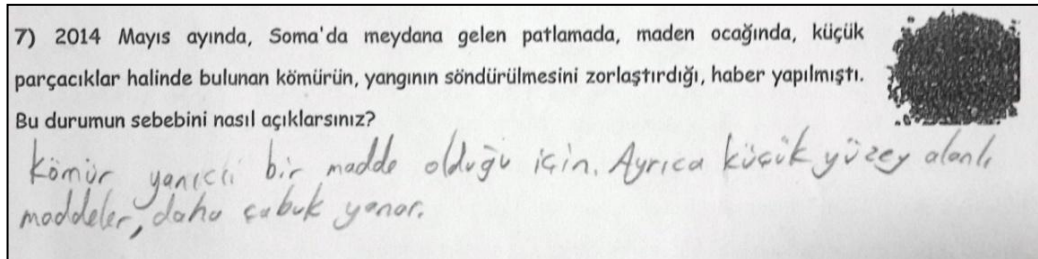 7) 2014 Mayıs ayında, Soma'da meydana gelen patlamada, maden ocağında, küçük
parçacıklar halinde bulunan kömürün, yangının söndürülmesini zorlaştırdığı, haber yapılmıştı.
Bu durumun sebebini nasıl açıklarsınız?
Kömür yanıcı bir madde olduğu için. Ayrıca küçük yüzey alanlı
maddeler, daha çabuk yanar.